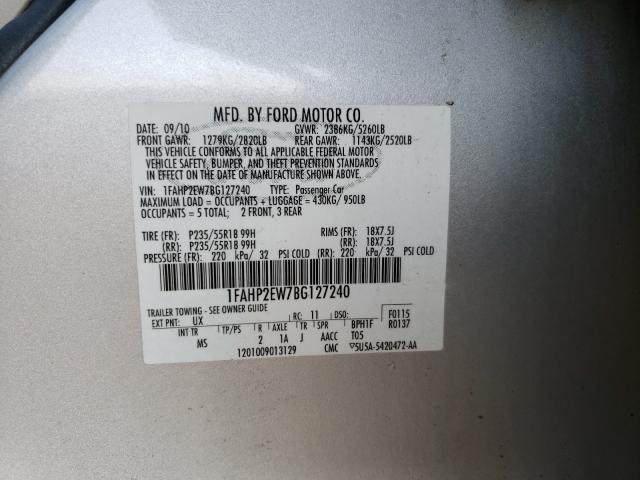 MFD. BY FORD MOTOR CO.
DATE: 09/10 GVWR: 2386KG/5260LB
FRONT GAWR: 1279KG/2820LB REAR GAWR: 1143KG/2520LB
THIS VEHICLE CONFORMS TO ALL APPLICABLE FEDERAL MOTOR
VEHICLE SAFETY, BUMPER, AND THEFT PREVENTION STANDARDS
IN EFFECT ON THE DATE OF MANUFACTURE SHOWN ABOVE.
VIN: 1FAHP2EW7BG127240 TYPE: Passenger Car
MAXIMUM LOAD = OCCUPANTS + LUGGAGE = 430KG/ 950LB
OCCUPANTS = 5 TOTAL: 2 FRONT, 3 REAR
TIRE (FR): P235/55R18 99H RIMS (FR): 18X7.5J
(RR): P235/55R18 99H (RR): 18X7.5J
PRESSURE (FR): 220 kPa/ 32 PSI COLD (RR): 220 kPa/ 32 PSI COLD
1FAHP2EW7BG127240
TRAILER TOWING - SEE OWNER GUIDE
EXT PNT: UX RC: 11 DSO: F0115
INT TR TP/PS R AXLE TR SPR BPH1F R0137
MS 2 1A J AACC T05
1201009013129 CMC 5U5A-5420472-AA